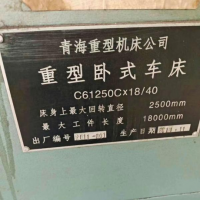 青海重型机床公司
重型卧式车床
C61250C×18/40
床身上最大回转直径 2500mm
最大工件长度 18000mm
出厂编号 生产日期